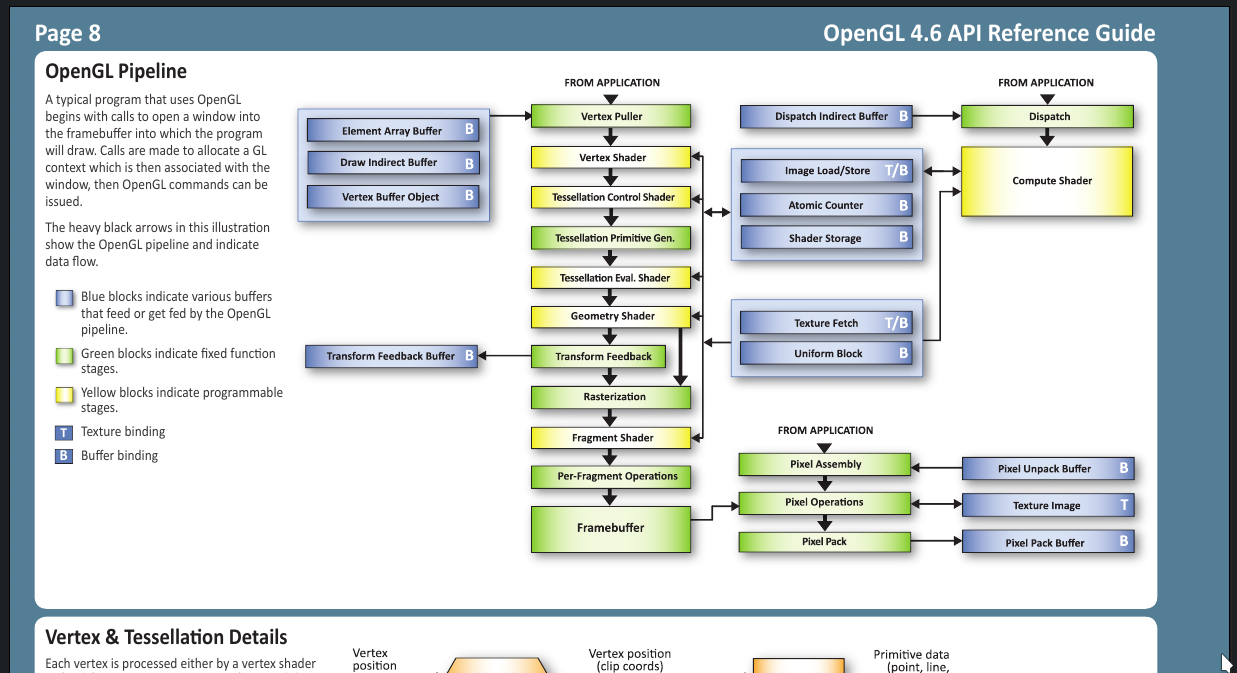 Page 8
OpenGL 4.6 API Reference Guide
OpenGL Pipeline
A typical program that uses OpenGL
begins with calls to open a window into
the framebuffer into which the program
will draw. Calls are made to allocate a GL
context which is then associated with the
window, then OpenGL commands can be
issued.
The heavy black arrows in this illustration
show the OpenGL pipeline and indicate
data flow.
Blue blocks indicate various buffers
that feed or get fed by the OpenGL
pipeline.
Green blocks indicate fixed function
stages.
Yellow blocks indicate programmable
stages.
T Texture binding
B Buffer binding
Element Array Buffer B
Draw Indirect Buffer B
Vertex Buffer Object B
Transform Feedback Buffer B
FROM APPLICATION
Vertex Puller
Vertex Shader
Tessellation Control Shader
Tessellation Primitive Gen.
Tessellation Eval. Shader
Geometry Shader
Transform Feedback
Rasterization
Fragment Shader
Per-Fragment Operations
Framebuffer
Dispatch Indirect Buffer B
Image Load/Store T/B
Atomic Counter B
Shader Storage B
Texture Fetch T/B
Uniform Block B
FROM APPLICATION
Dispatch
Compute Shader
FROM APPLICATION
Pixel Assembly
Pixel Operations
Pixel Pack
Pixel Unpack Buffer B
Texture Image T
Pixel Pack Buffer B
Vertex & Tessellation Details
Each vertex is processed either by a vertex shader
Vertex
position
Vertex position
(clip coords)
Primitive data
(point, line,